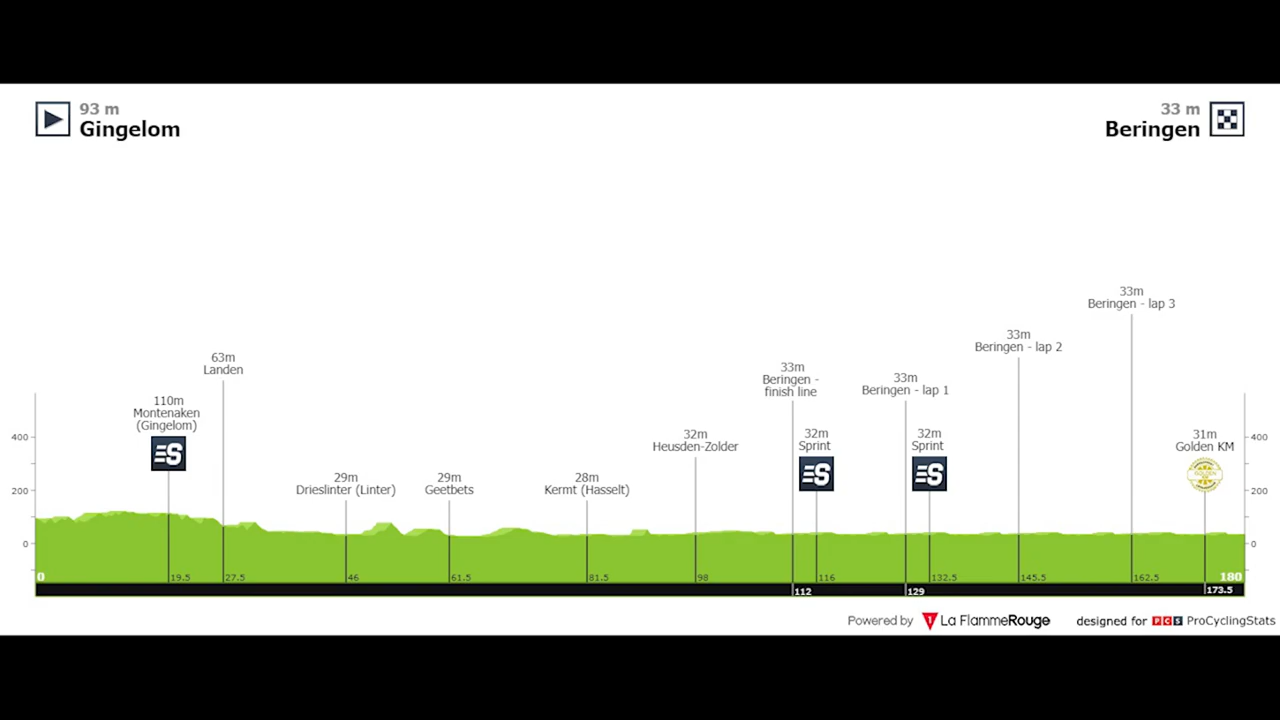 93 m
Gingelom
33 m
Beringen
33m
Beringen - lap 3
33m
Beringen - lap 2
63m
Landen
33m
Beringen -
finish line
33m
Beringen - lap 1
110m
Montenaken
(Gingelom)
S
32m
Heusden-Zolder
32m
Sprint
S
32m
Sprint
S
31m
Golden KM
29m
Drieslinter (Linter)
29m
Geetbets
28m
Kermt (Hasselt)
400
200
0
400
200
0
0 19.5 27.5 46 61.5 81.5 98 116 132.5 145.5 162.5 180
112 129 173.5
Powered by La FlammeRouge designed for PCS ProCyclingStats